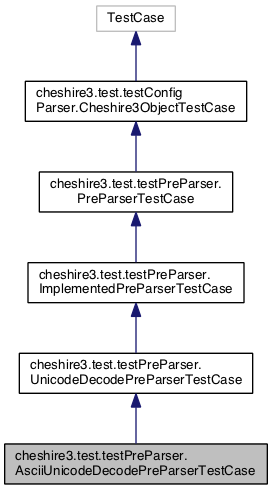 TestCase
cheshire3.test.testConfig
Parser.Cheshire3ObjectTestCase
cheshire3.test.testPreParser.
PreParserTestCase
cheshire3.test.testPreParser.
ImplementedPreParserTestCase
cheshire3.test.testPreParser.
UnicodeDecodePreParserTestCase
cheshire3.test.testPreParser.
AsciiUnicodeDecodePreParserTestCase